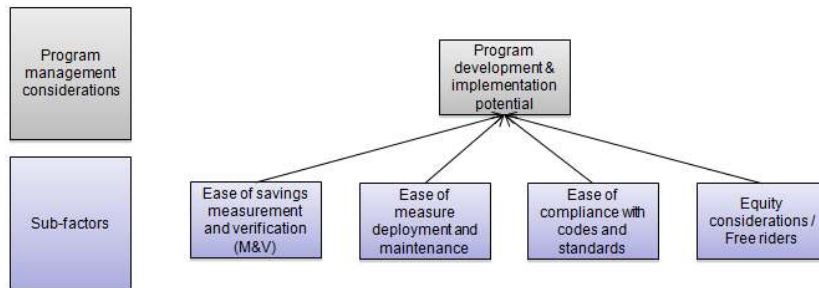 Program
management
considerations
Program
development &
implementation
potential
Sub-factors
Ease of savings
measurement
and verification
(M&V)
Ease of
measure
deployment and
maintenance
Ease of
compliance with
codes and
standards
Equity
considerations /
Free riders